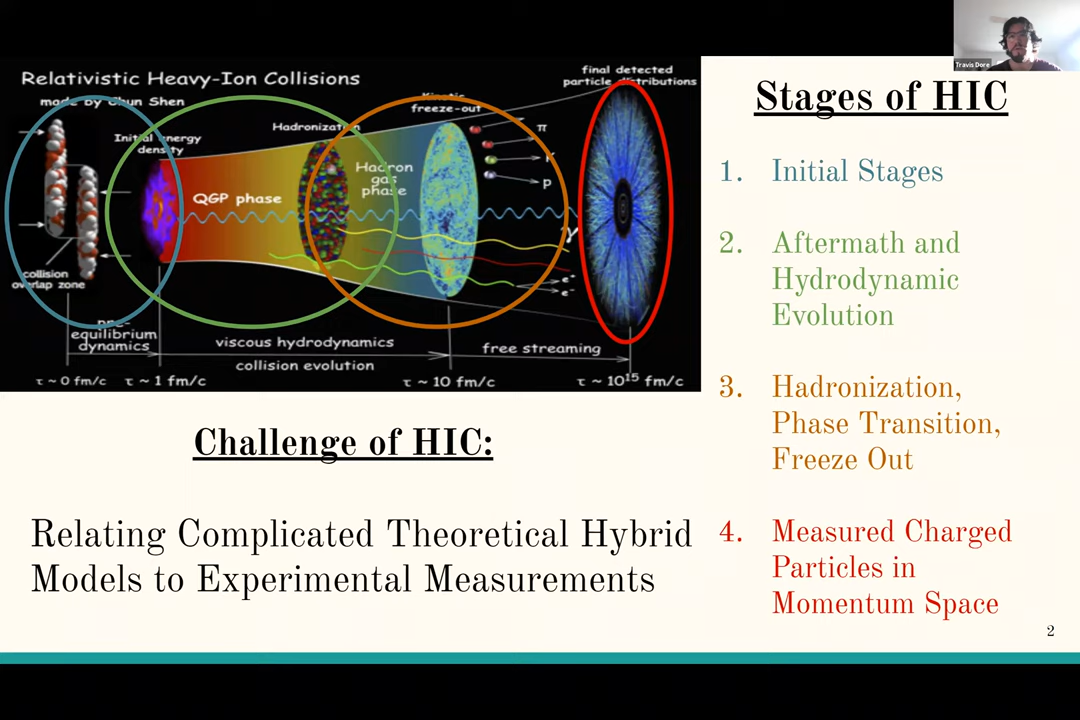 Travis Dore
Relativistic Heavy-Ion Collisions
made by Chun Shen
final detected
particle distributions
Kinetic
freeze-out
Hadronization
Initial energy
density
Hadron
gas
phase
QGP phase
π
K
p
γ
e⁺
e⁻
collision
overlap zone
pre-
equilibrium
dynamics
viscous hydrodynamics
collision evolution
free streaming
τ ~ 0 fm/c
τ ~ 1 fm/c
τ ~ 10 fm/c
τ ~ 10¹⁵ fm/c
Challenge of HIC:
Relating Complicated Theoretical Hybrid
Models to Experimental Measurements
Stages of HIC
1. Initial Stages
2. Aftermath and
Hydrodynamic
Evolution
3. Hadronization,
Phase Transition,
Freeze Out
4. Measured Charged
Particles in
Momentum Space
2